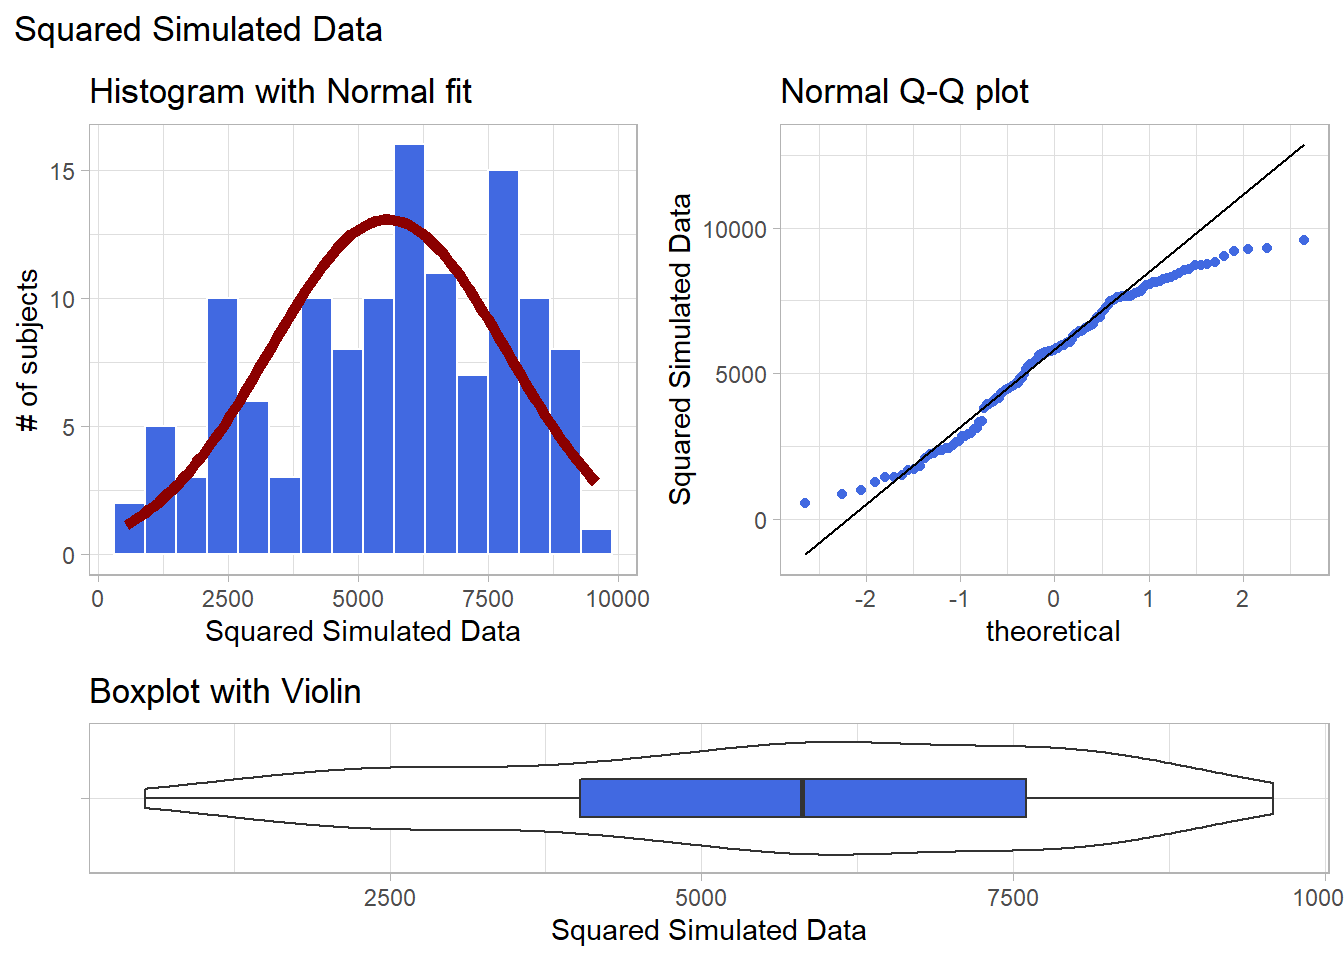 Squared Simulated Data
Histogram with Normal fit
# of subjects
15
10
5
0
0 2500 5000 7500 10000
Squared Simulated Data
Normal Q-Q plot
Squared Simulated Data
10000
5000
0
-2 -1 0 1 2
theoretical
Boxplot with Violin
2500 5000 7500 1000
Squared Simulated Data